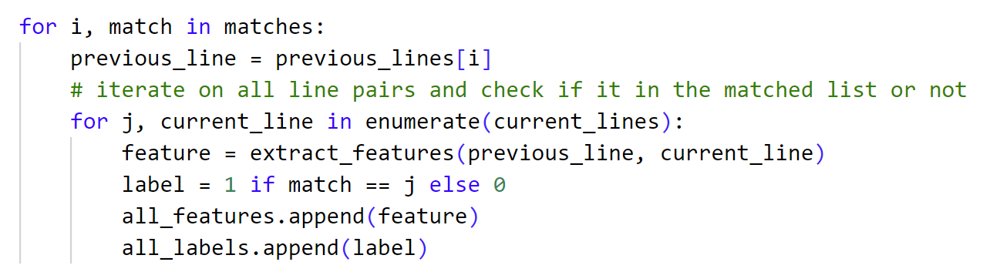 for i, match in matches:
    previous_line = previous_lines[i]
    # iterate on all line pairs and check if it in the matched list or not
    for j, current_line in enumerate(current_lines):
        feature = extract_features(previous_line, current_line)
        label = 1 if match == j else 0
        all_features.append(feature)
        all_labels.append(label)